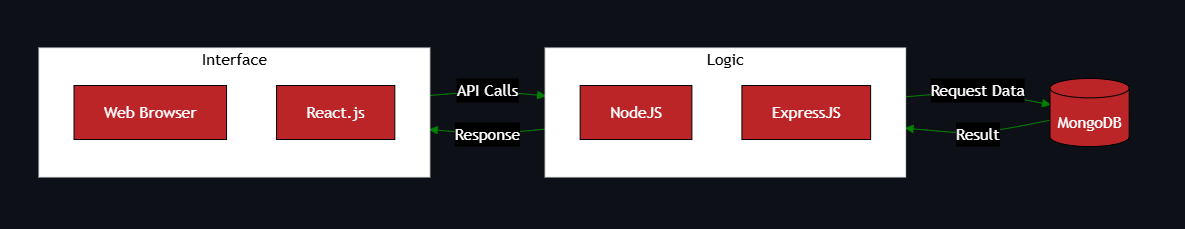 Interface
Web Browser
React.js
API Calls
Response
Logic
NodeJS
ExpressJS
Request Data
Result
MongoDB